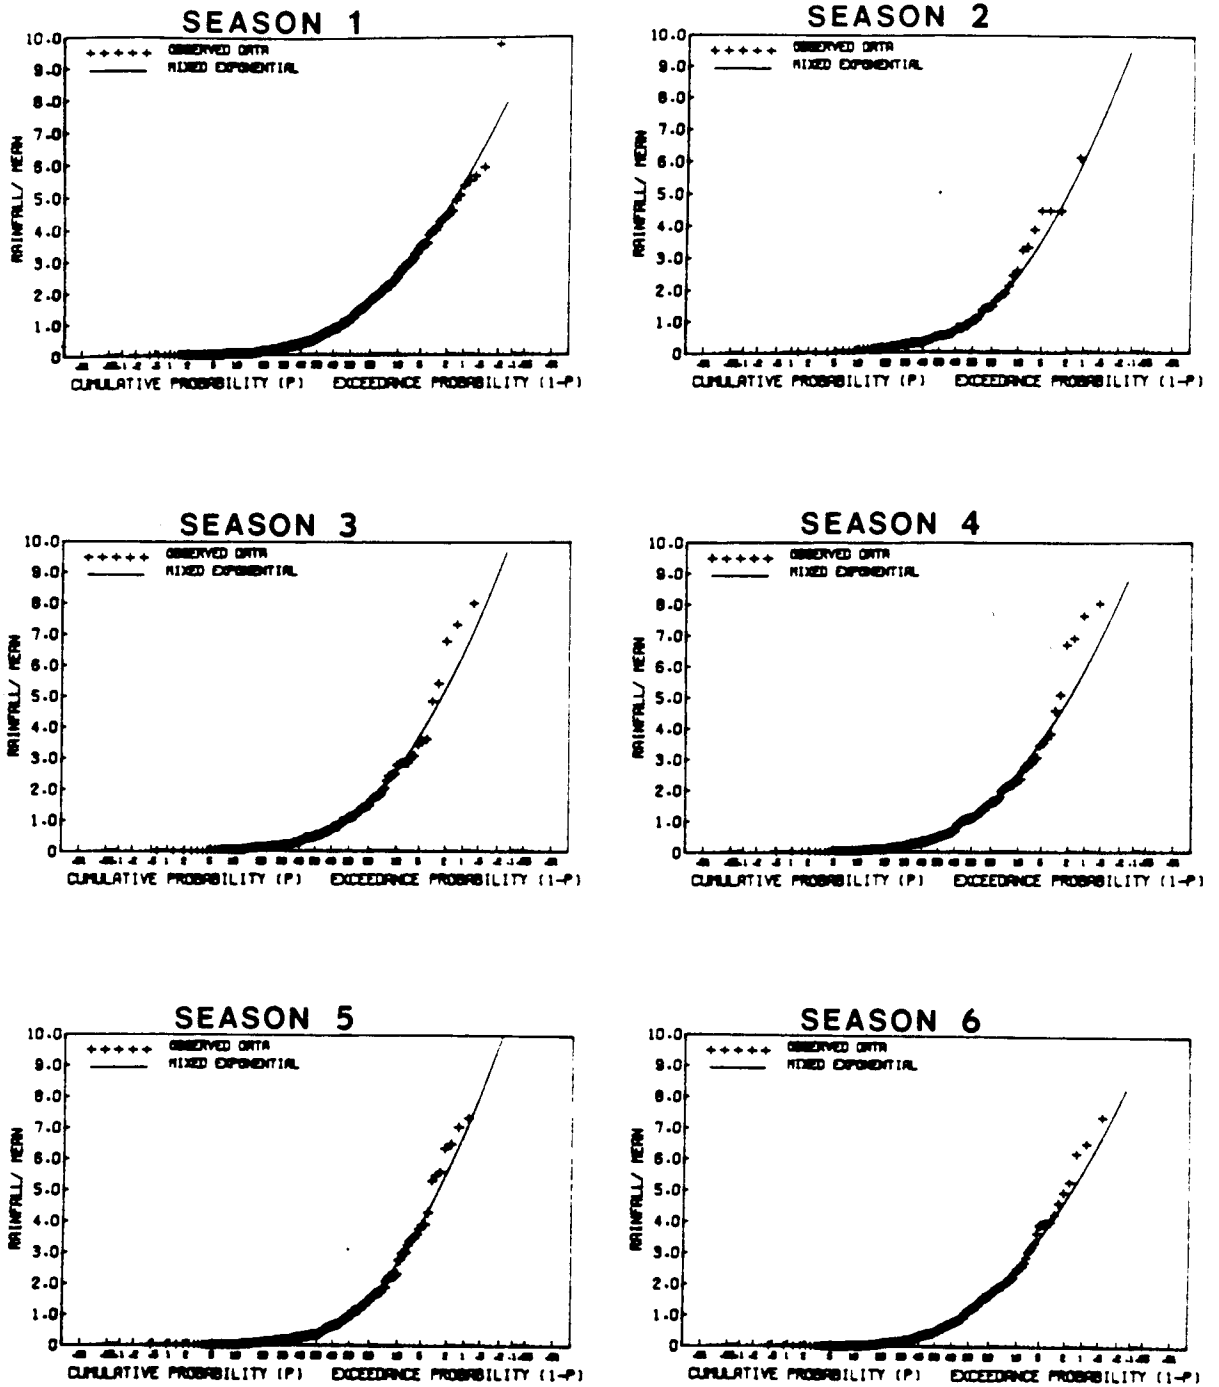 SEASON 1
OBSERVED DATA
MIXED EXPONENTIAL
10.0
9.0
8.0
7.0
6.0
5.0
4.0
3.0
2.0
1.0
0
RAINFALL/ MEAN
CUMULATIVE PROBABILITY (P) EXCEEDANCE PROBABILITY (1-P)
SEASON 2
OBSERVED DATA
MIXED EXPONENTIAL
10.0
9.0
8.0
7.0
6.0
5.0
4.0
3.0
2.0
1.0
0
RAINFALL/ MEAN
CUMULATIVE PROBABILITY (P) EXCEEDANCE PROBABILITY (1-P)
SEASON 3
OBSERVED DATA
MIXED EXPONENTIAL
10.0
9.0
8.0
7.0
6.0
5.0
4.0
3.0
2.0
1.0
0
RAINFALL/ MEAN
CUMULATIVE PROBABILITY (P) EXCEEDANCE PROBABILITY (1-P)
SEASON 4
OBSERVED DATA
MIXED EXPONENTIAL
10.0
9.0
8.0
7.0
6.0
5.0
4.0
3.0
2.0
1.0
0
RAINFALL/ MEAN
CUMULATIVE PROBABILITY (P) EXCEEDANCE PROBABILITY (1-P)
SEASON 5
OBSERVED DATA
MIXED EXPONENTIAL
10.0
9.0
8.0
7.0
6.0
5.0
4.0
3.0
2.0
1.0
0
RAINFALL/ MEAN
CUMULATIVE PROBABILITY (P) EXCEEDANCE PROBABILITY (1-P)
SEASON 6
OBSERVED DATA
MIXED EXPONENTIAL
10.0
9.0
8.0
7.0
6.0
5.0
4.0
3.0
2.0
1.0
0
RAINFALL/ MEAN
CUMULATIVE PROBABILITY (P) EXCEEDANCE PROBABILITY (1-P)